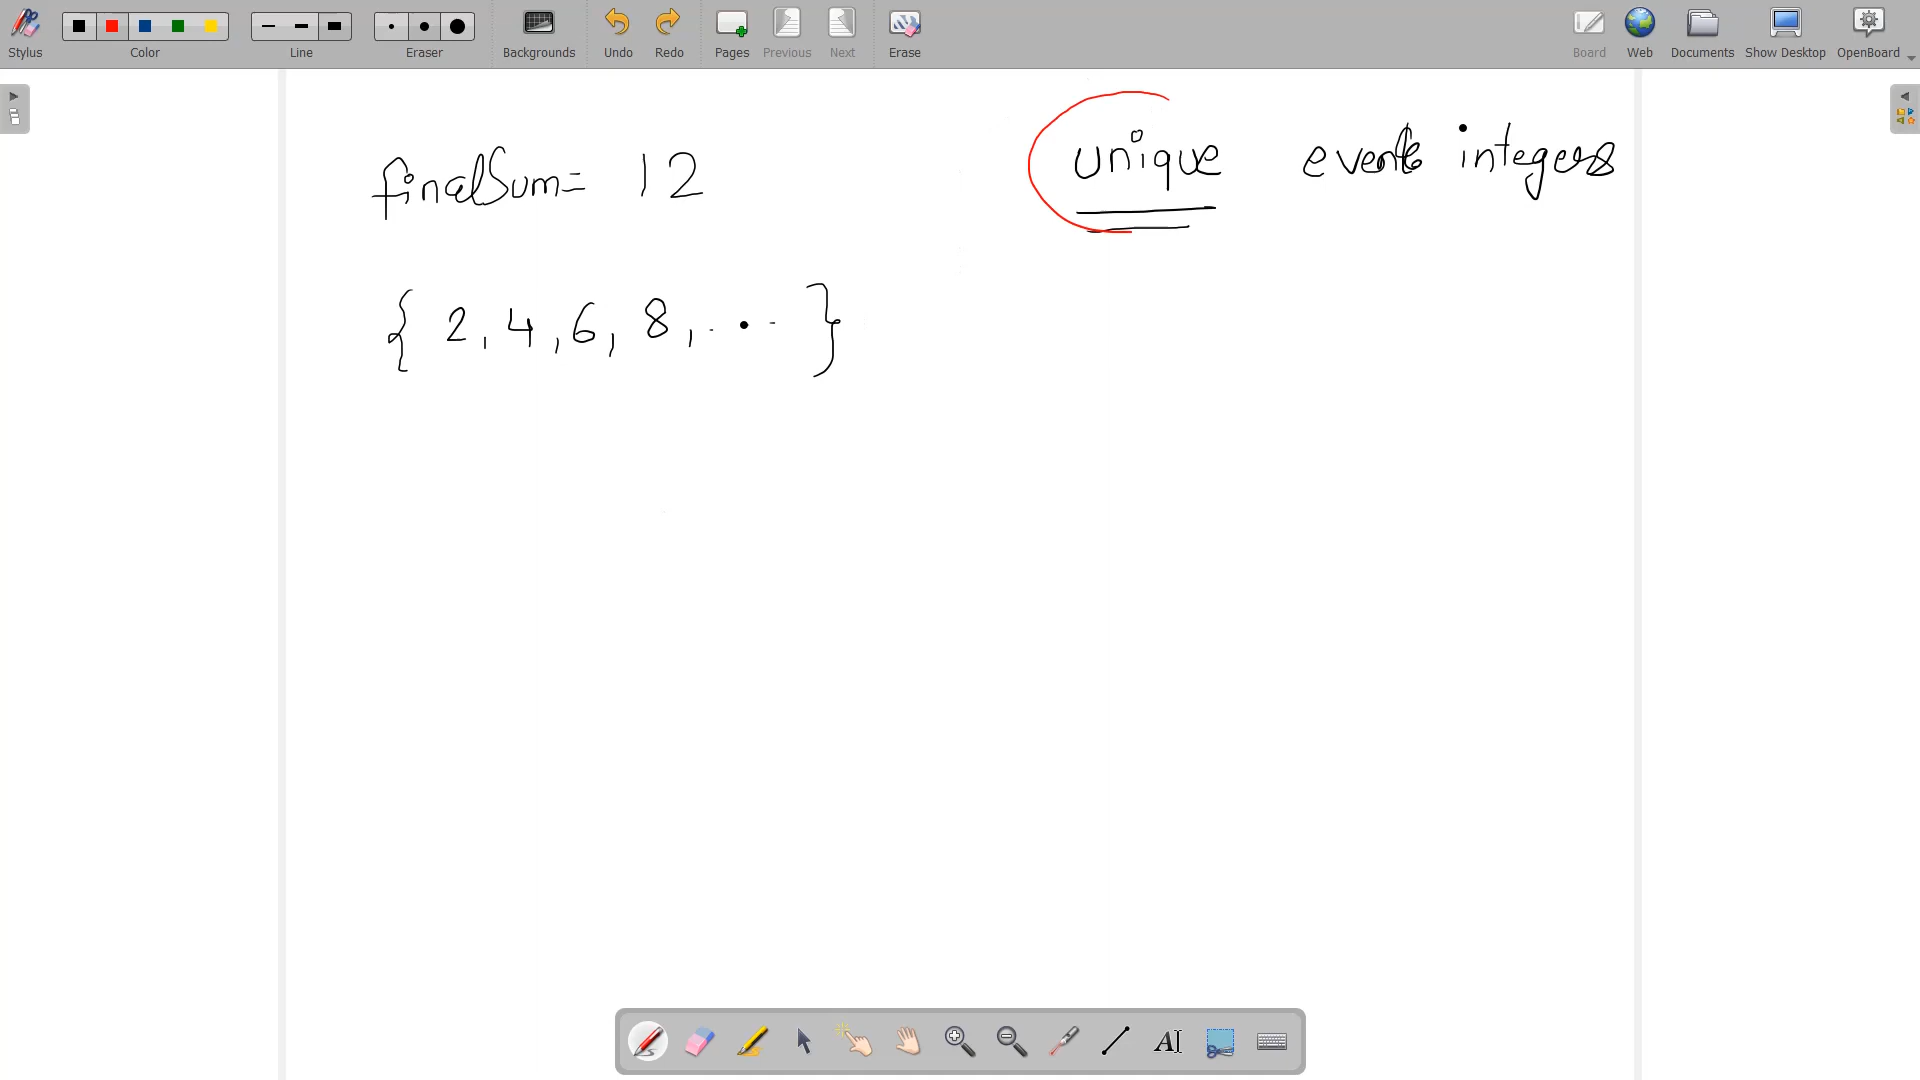 Stylus Color Line Eraser Backgrounds Undo Redo Pages Previous Next Erase Board Web Documents Show Desktop OpenBoard
finalSum= 12
unique integers
{ 2, 4, 6, 8, ... }
AI